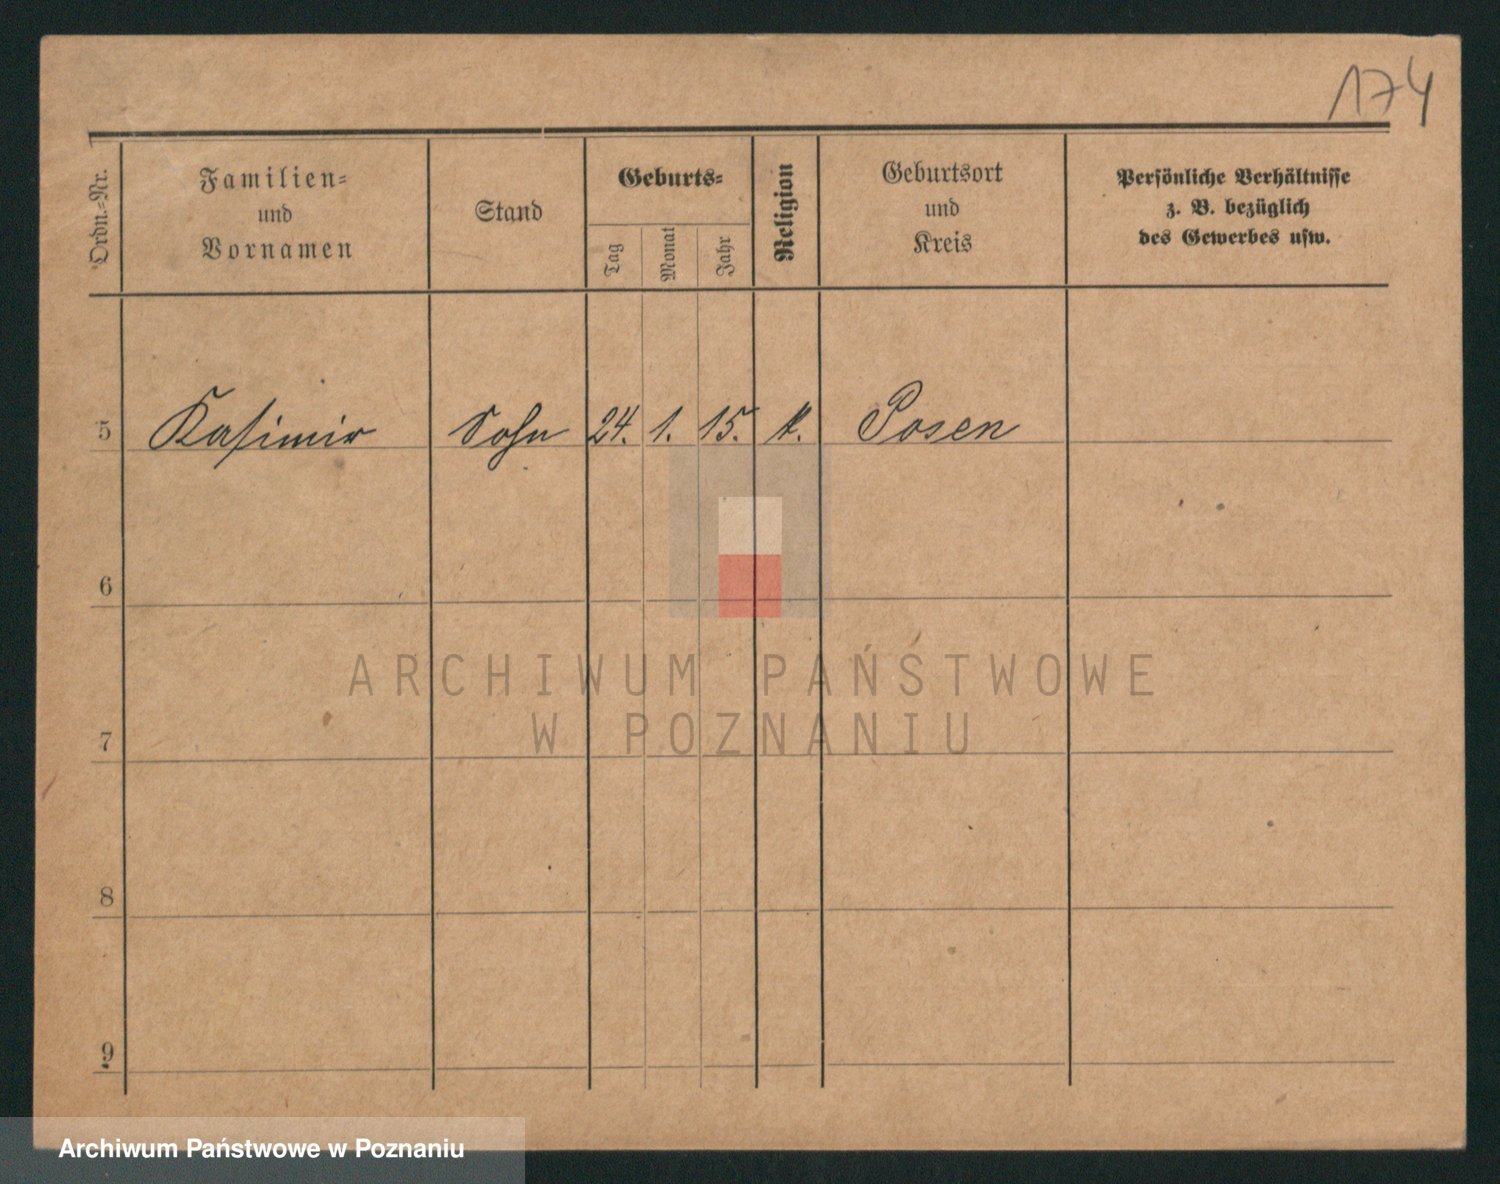 174
Ordn.-Nr.
Familien-
und
Vornamen
Stand
Geburts-
Tag
Monat
Jahr
Religion
Geburtsort
und
Kreis
Persönliche Verhältnisse
z. B. bezüglich
des Gewerbes usw.
5 Kasimir Sohn 24. 1. 15. k. Posen
6
7
8
9
ARCHIWUM PAŃSTWOWE
W POZNANIU
Archiwum Państwowe w Poznaniu